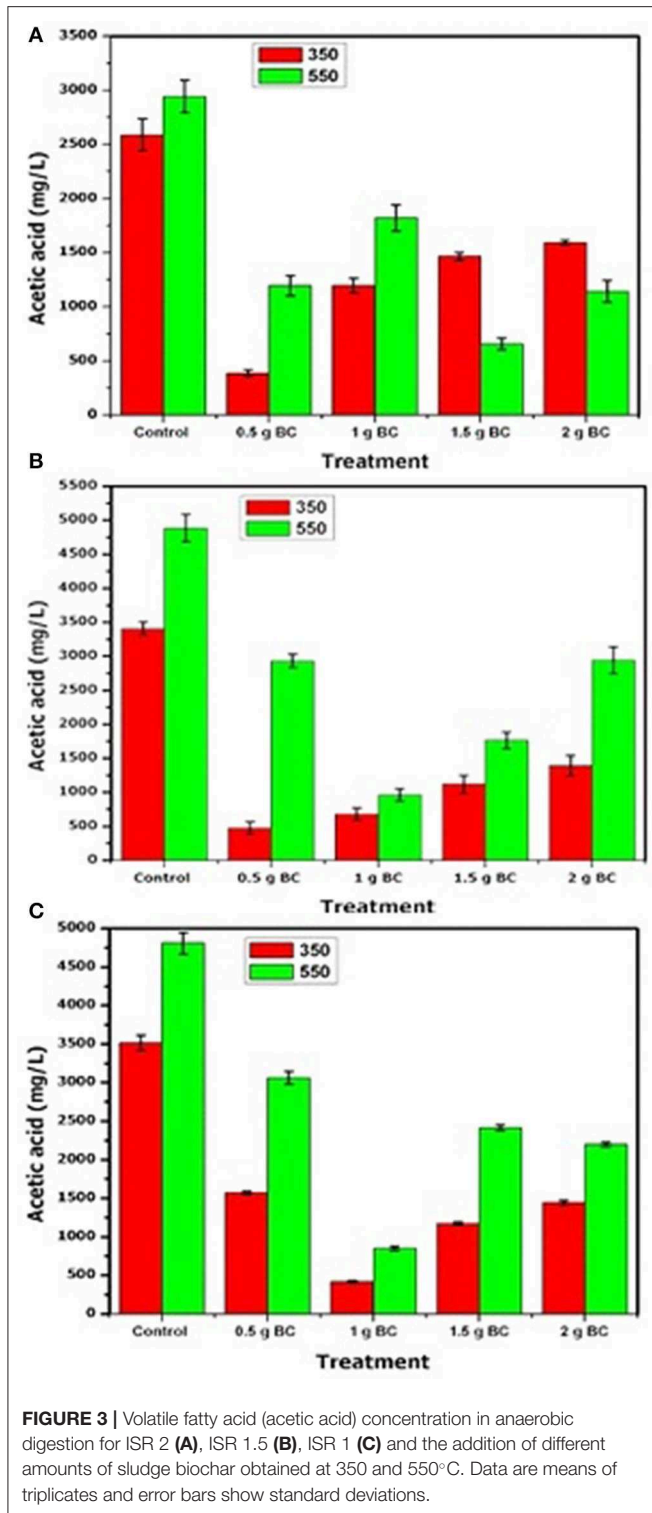 A
3500
3000
2500
2000
1500
1000
500
0
Acetic acid (mg/L)
350
550
Control
0.5 g BC
1 g BC
1.5 g BC
2 g BC
Treatment
B
5500
5000
4500
4000
3500
3000
2500
2000
1500
1000
500
0
Acetic acid (mg/L)
350
550
Control
0.5 g BC
1 g BC
1.5 g BC
2 g BC
Treatment
C
5000
4500
4000
3500
3000
2500
2000
1500
1000
500
0
Acetic acid (mg/L)
350
550
Control
0.5 g BC
1 g BC
1.5 g BC
2 g BC
Treatment
FIGURE 3 | Volatile fatty acid (acetic acid) concentration in anaerobic
digestion for ISR 2 (A), ISR 1.5 (B), ISR 1 (C) and the addition of different
amounts of sludge biochar obtained at 350 and 550°C. Data are means of
triplicates and error bars show standard deviations.